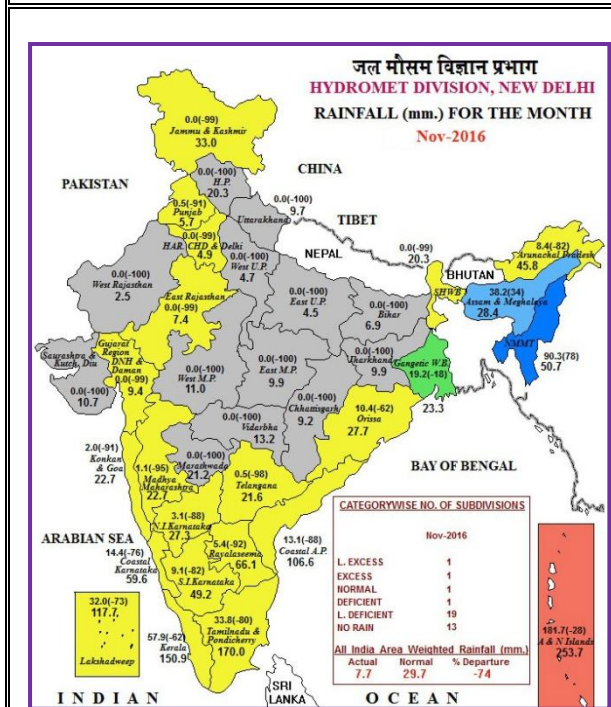 जल मौसम विज्ञान प्रभाग
HYDROMET DIVISION, NEW DELHI
RAINFALL (mm.) FOR THE MONTH
Nov-2016
0.0(-99)
Jammu & Kashmir
33.0
CHINA
0.0(-100)
H.P.
20.3
PAKISTAN
0.5(-91)
Punjab
5.7
0.0(-100)
9.7
Uttarakhand
TIBET
0.0(-99)
HAR. CHD & Delhi
4.9
NEPAL
0.0(-100)
West U.P.
4.7
0.0(-99)
20.3
BHUTAN
SHWB
8.4(-82)
Arunachal Pradesh
45.8
0.0(-100)
West Rajasthan
2.5
East Rajasthan
0.0(-99)
7.4
0.0(-100)
East U.P.
4.5
0.0(-100)
Bihar
6.9
38.2(34)
Assam & Meghalaya
28.4
NMMT
90.3(78)
50.7
Saurashtra &
Kutch, Diu
0.0(-100)
10.7
Gujarat
Region
DNH &
Daman
0.0(-99)
9.4
0.0(-100)
West M.P.
11.0
0.0(-100)
East M.P.
9.9
0.0(-100)
Jharkhand
9.9
Gangetic W.B.
19.2(-18)
23.3
0.0(-100)
Chhattisgarh
9.2
0.0(-100)
Vidarbha
13.2
10.4(-62)
Orissa
27.7
2.0(-91)
Konkan
& Goa
22.7
0.0(-100)
Marathwada
21.2
1.1(-95)
Madhya
Maharashtra
22.7
0.5(-98)
Telangana
21.6
BAY OF BENGAL
ARABIAN SEA
3.1(-88)
N.I.Karnataka
27.3
5.4(-92)
Rayalaseema
66.1
13.1(-88)
Coastal A.P.
106.6
14.4(-76)
Coastal
Karnataka
59.6
9.1(-82)
S.I.Karnataka
49.2
32.0(-73)
117.7
Lakshadweep
57.9(-62)
Kerala
150.9
33.8(-80)
Tamilnadu &
Pondicherry
170.0
CATEGORYWISE NO. OF SUBDIVISIONS
Nov-2016
L. EXCESS 1
EXCESS 1
NORMAL 1
DEFICIENT 1
L. DEFICIENT 19
NO RAIN 13
All India Area Weighted Rainfall (mm.)
Actual Normal % Departure
7.7 29.7 -74
181.7(-28)
A & N Islands
253.7
SRI
LANKA
INDIAN OCEAN